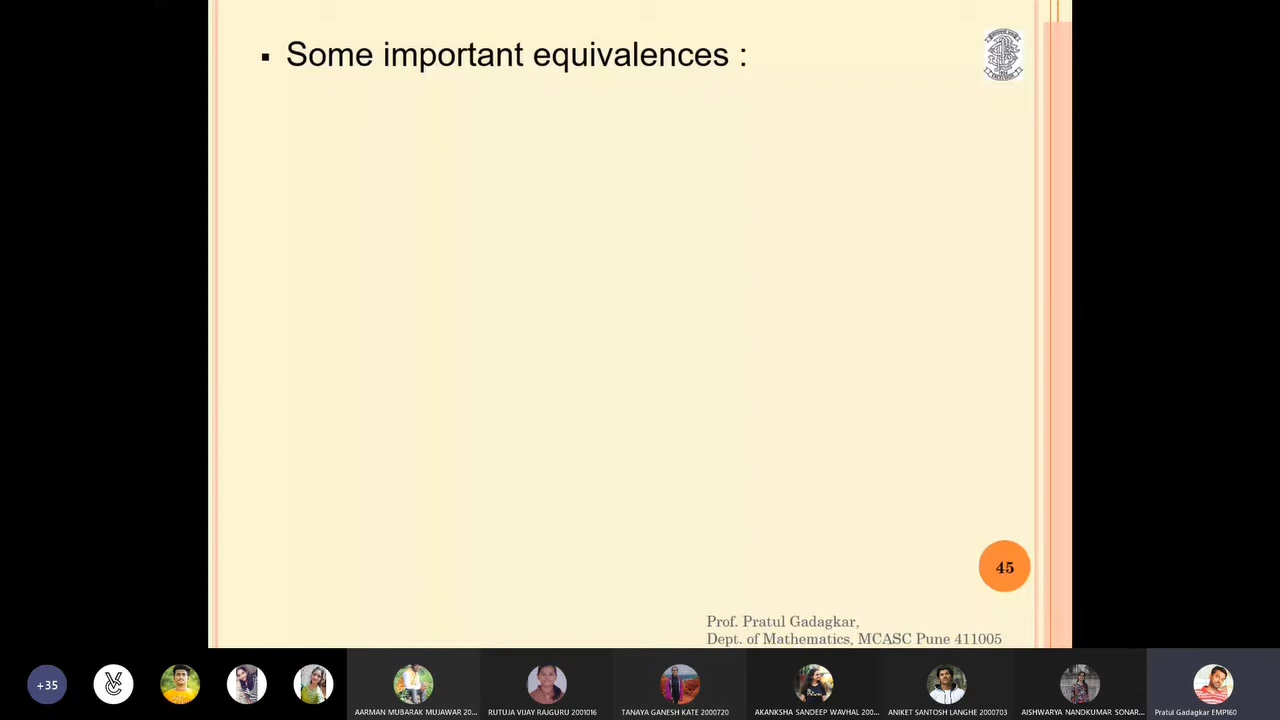 ▪ Some important equivalences :
45
Prof. Pratul Gadagkar,
Dept. of Mathematics, MCASC Pune 411005
+35
AARMAN MUBARAK MUJAWAR 20...
RUTUJA VIJAY RAJGURU 2001016
TANAYA GANESH KATE 2000720
AKANKSHA SANDEEP WAVHAL 200...
ANIKET SANTOSH LANGHE 2000703
AISHWARYA NANDKUMAR SONAR...
Pratul Gadagkar EMP160